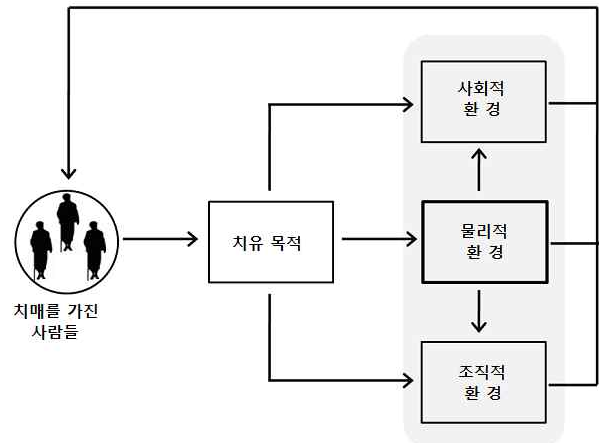 사회적
환 경
치유 목적
물리적
환 경
치매를 가진
사람들
조직적
환 경